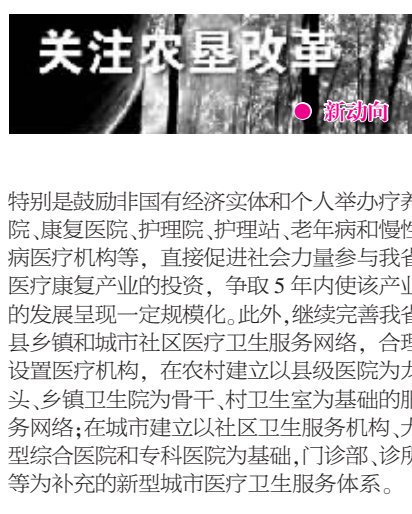 关注农垦改革
● 新动向
特别是鼓励非国有经济实体和个人举办疗养
院、康复医院、护理院、护理站、老年病和慢性
病医疗机构等，直接促进社会力量参与我省
医疗康复产业的投资，争取5年内使该产业
的发展呈现一定规模化。此外,继续完善我省
县乡镇和城市社区医疗卫生服务网络，合理
设置医疗机构，在农村建立以县级医院为龙
头、乡镇卫生院为骨干、村卫生室为基础的服
务网络;在城市建立以社区卫生服务机构、大
型综合医院和专科医院为基础,门诊部、诊所
等为补充的新型城市医疗卫生服务体系。